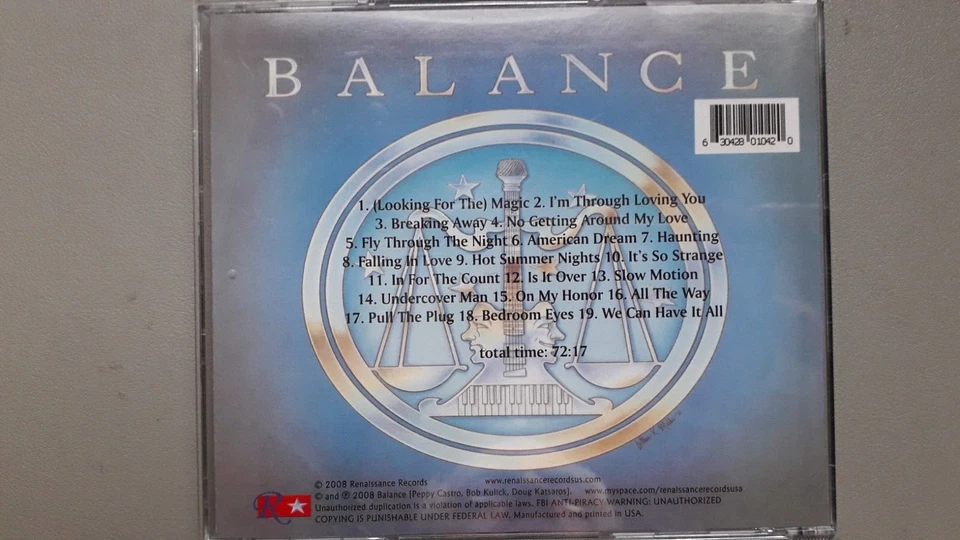 BALANCE
6 30428 01042 0
1. (Looking For The) Magic 2. I'm Through Loving You
3. Breaking Away 4. No Getting Around My Love
5. Fly Through The Night 6. American Dream 7. Haunting
8. Falling In Love 9. Hot Summer Nights 10. It's So Strange
11. In For The Count 12. Is It Over 13. Slow Motion
14. Undercover Man 15. On My Honor 16. All The Way
17. Pull The Plug 18. Bedroom Eyes 19. We Can Have It All
total time: 72:17
© 2008 Renaissance Records www.renaissancerecordsus.com
© and ℗ 2008 Balance [Peppy Castro, Bob Kulick, Doug Katsaros]. www.myspace.com/renaissancerecordsusa
Unauthorized duplication is a violation of applicable laws. FBI ANTI-PIRACY WARNING: UNAUTHORIZED
COPYING IS PUNISHABLE UNDER FEDERAL LAW. Manufactured and printed in USA.
R